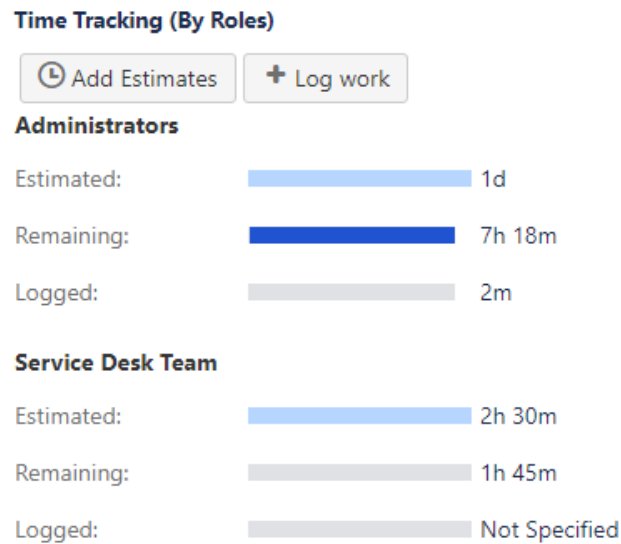 Time Tracking (By Roles)
Add Estimates + Log work
Administrators
Estimated: 1d
Remaining: 7h 18m
Logged: 2m
Service Desk Team
Estimated: 2h 30m
Remaining: 1h 45m
Logged: Not Specified